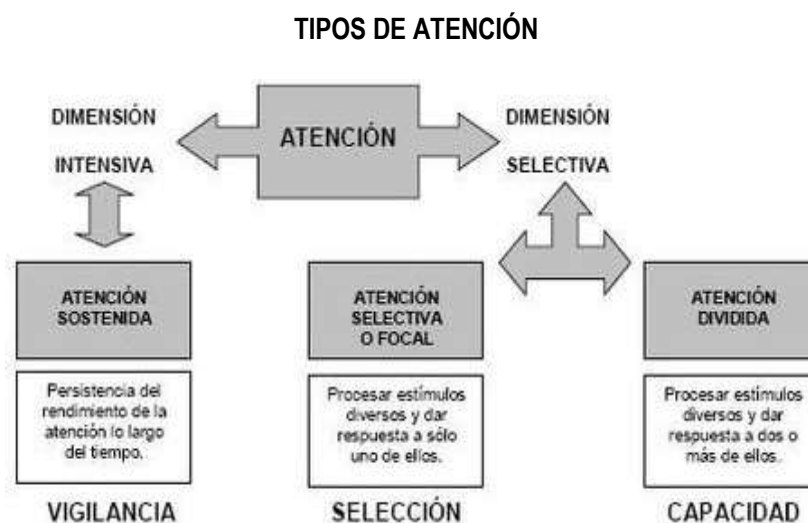 TIPOS DE ATENCIÓN
DIMENSIÓN
INTENSIVA
ATENCIÓN
DIMENSIÓN
SELECTIVA
ATENCIÓN
SOSTENIDA
ATENCIÓN
SELECTIVA
O FOCAL
ATENCIÓN
DIVIDIDA
Persistencia del
rendimiento de la
atención lo largo
del tiempo.
Procesar estímulos
diversos y dar
respuesta a sólo
uno de ellos.
Procesar estímulos
diversos y dar
respuesta a dos o
más de ellos.
VIGILANCIA
SELECCIÓN
CAPACIDAD